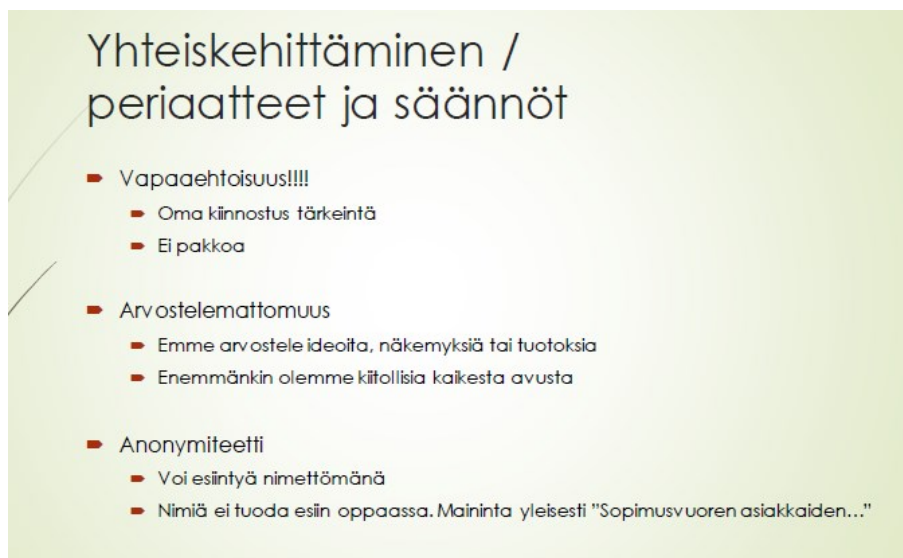 Yhteiskehittäminen /
periaatteet ja säännöt
Vapaaehtoisuus!!!!
Oma kiinnostus tärkeintä
Ei pakkoa
Arvostelemattomuus
Emme arvostele ideoita, näkemyksiä tai tuotoksia
Enemmänkin olemme kiitollisia kaikesta avusta
Anonymiteetti
Voi esiintyä nimettömänä
Nimiä ei tuoda esiin oppaassa. Maininta yleisesti ”Sopimusvuoren asiakkaiden…”